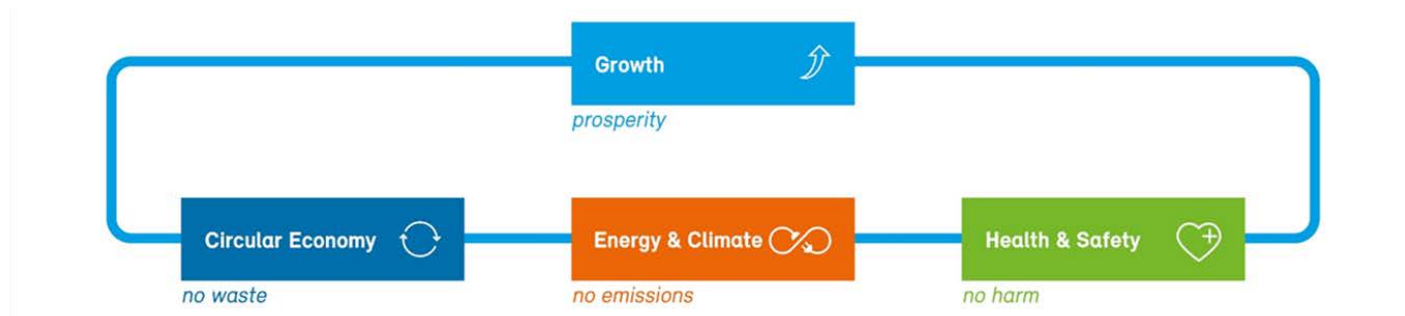 Growth
prosperity
Circular Economy
Energy & Climate
Health & Safety
no waste
no emissions
no harm